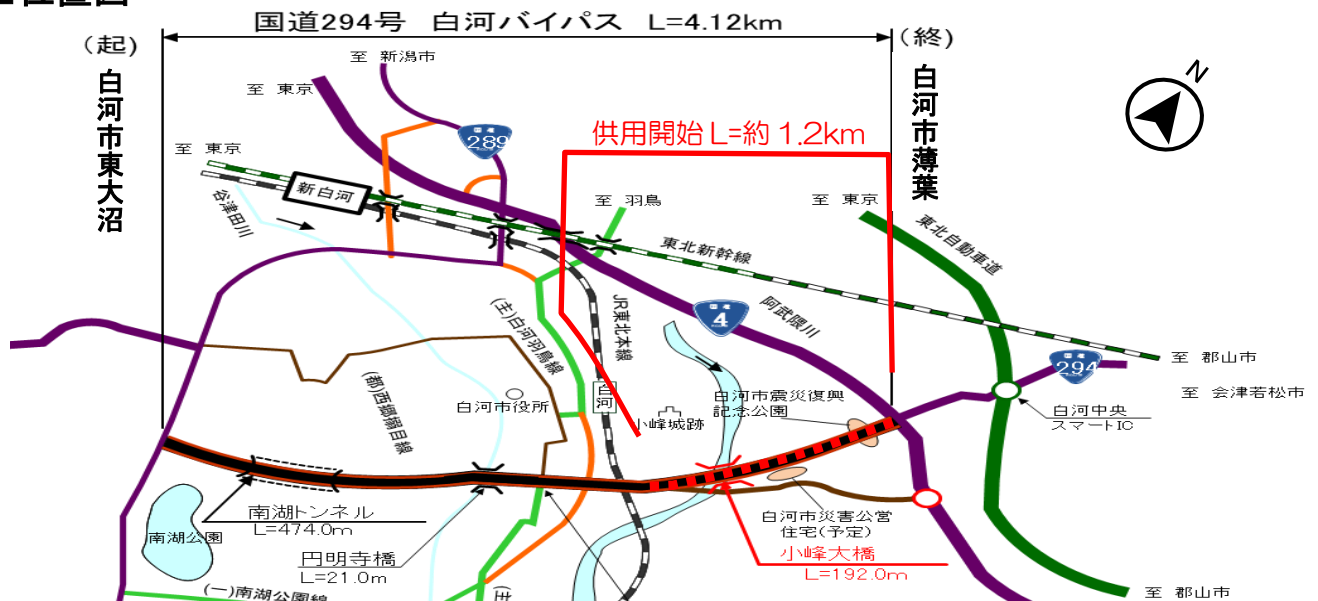 国道294号 白河バイパス L=4.12km
(起)
(終)
白河市東大沼
白河市薄葉
至 新潟市
至 東京
N
国道
289
供用開始 L=約 1.2km
至 東京
新白河
谷津田川
至 羽鳥
至 東京
東北自動車道
東北新幹線
(主)白河羽鳥線
JR東北本線
国道
4
阿武隈川
至 郡山市
国道
294
至 会津若松市
(都)西郷搦目線
白河市役所
白河
小峰城跡
白河市震災復興
記念公園
白河中央
スマートIC
南湖トンネル
L=474.0m
南湖公園
円明寺橋
L=21.0m
白河市災害公営
住宅(予定)
小峰大橋
L=192.0m
(一)南湖公園線
至 郡山市